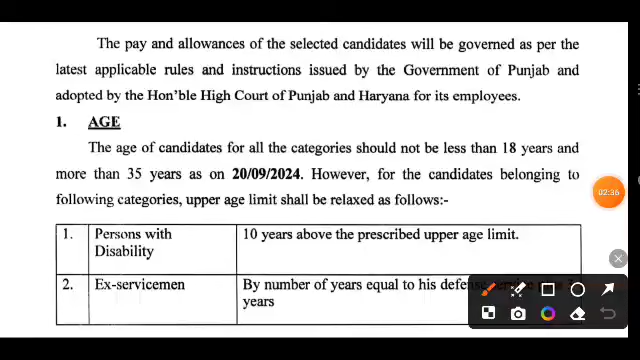 The pay and allowances of the selected candidates will be governed as per the
latest applicable rules and instructions issued by the Government of Punjab and
adopted by the Hon'ble High Court of Punjab and Haryana for its employees.
1. AGE
The age of candidates for all the categories should not be less than 18 years and
more than 35 years as on 20/09/2024. However, for the candidates belonging to
following categories, upper age limit shall be relaxed as follows:-
02:36
1. Persons with Disability 10 years above the prescribed upper age limit.
2. Ex-servicemen By number of years equal to his defense
years